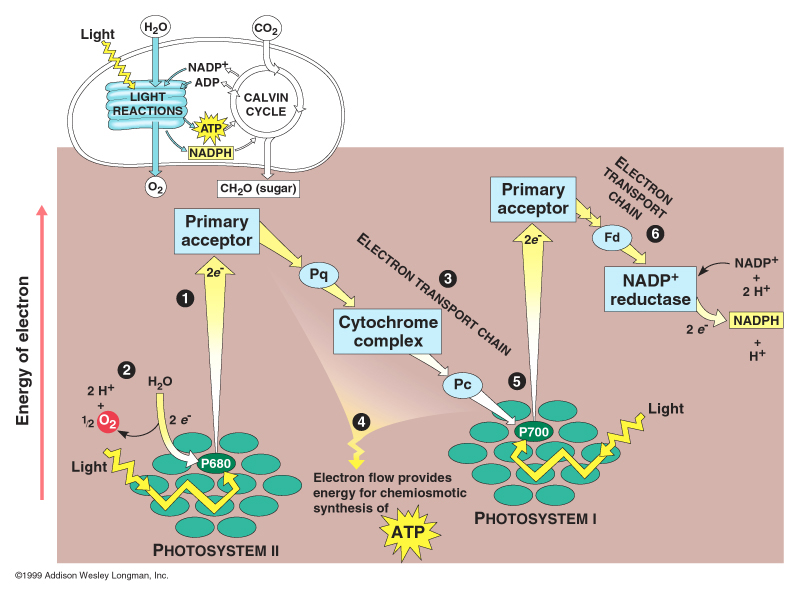 Light
H₂O
CO₂
NADP⁺
ADP
LIGHT
REACTIONS
CALVIN
CYCLE
ATP
NADPH
O₂
CH₂O (sugar)
Energy of electron
Primary
acceptor
2e⁻
1
2
H₂O
2 H⁺
+
1/2 O₂
2 e⁻
Light
P680
PHOTOSYSTEM II
Pq
ELECTRON TRANSPORT CHAIN
3
Cytochrome
complex
Pc
4
Electron flow provides
energy for chemiosmotic
synthesis of
ATP
5
Primary
acceptor
2e⁻
P700
Light
PHOTOSYSTEM I
ELECTRON
TRANSPORT
CHAIN
6
Fd
NADP⁺
reductase
NADP⁺
+
2 H⁺
2 e⁻
NADPH
+
H⁺
©1999 Addison Wesley Longman, Inc.